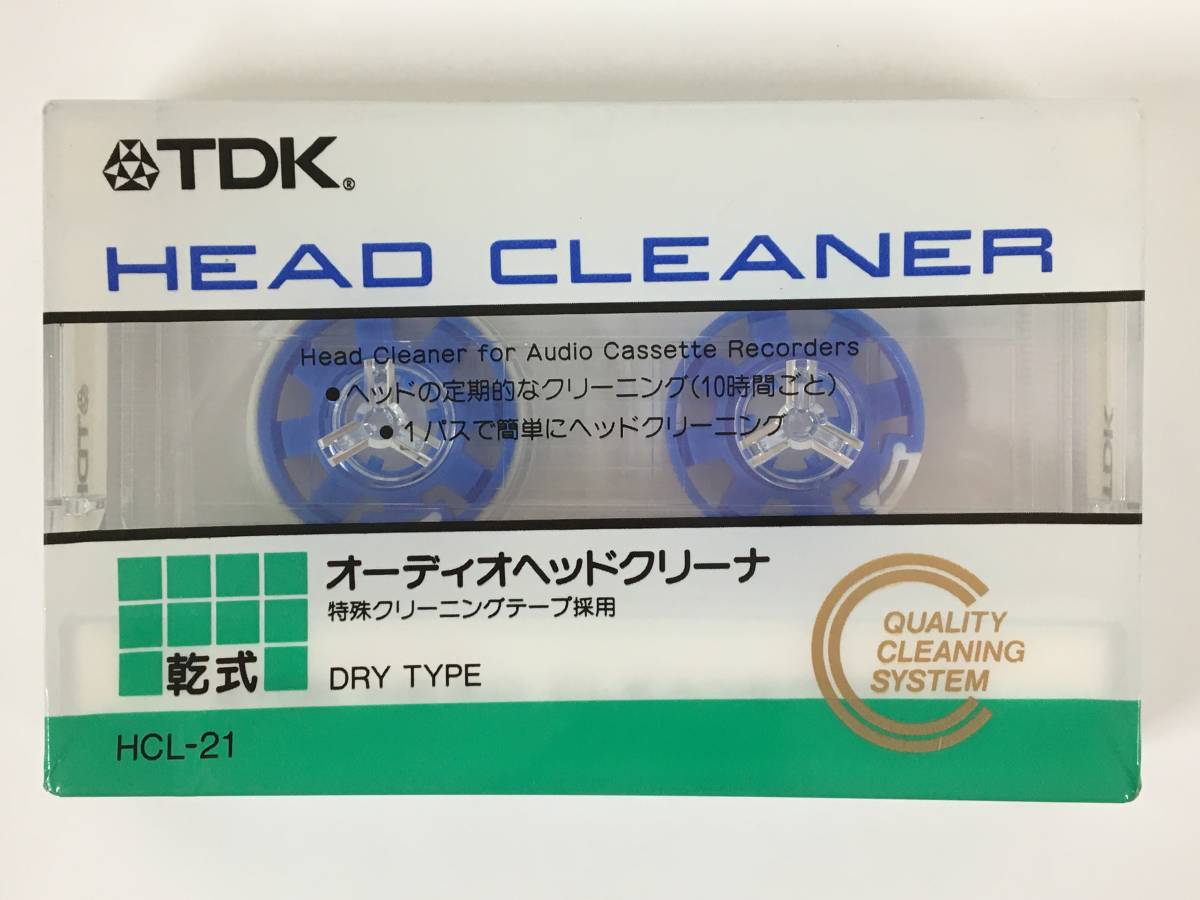 TDK®
HEAD CLEANER
Head Cleaner for Audio Cassette Recorders
●ヘッドの定期的なクリーニング(10時間ごと)
●1パスで簡単にヘッドクリーニング
TDK
TDK
オーディオヘッドクリーナ
特殊クリーニングテープ採用
乾式
DRY TYPE
QUALITY
CLEANING
SYSTEM
HCL-21